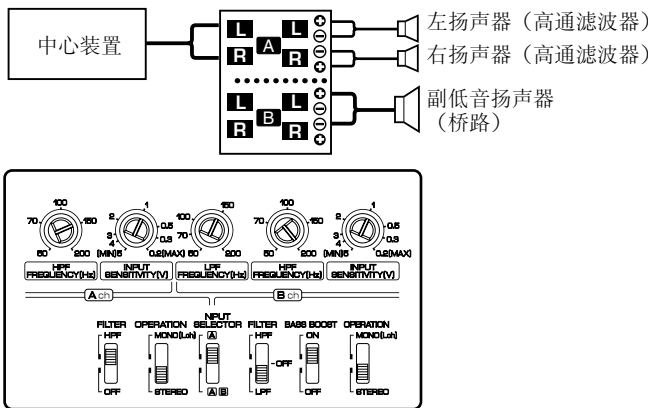 中心装置
L L
A
R R
L L
B
R R
左扬声器（高通滤波器）
右扬声器（高通滤波器）
副低音扬声器
（桥路）
100 1 150 100 1
70 150 2 0.5 100 70 150 2 0.5
3 0.3 70 3 0.3
4 4
50 200 (MIN)5 0.2(MAX) 50 200 50 200 (MIN)5 0.2(MAX)
HPF INPUT LPF HPF INPUT
FREQUENCY(Hz) SENSITIVITY(V) FREQUENCY(Hz) FREQUENCY(Hz) SENSITIVITY(V)
A ch B ch
INPUT
FILTER OPERATION SELECTOR FILTER BASS BOOST OPERATION
HPF MONO(Lch) A HPF ON MONO(Lch)
OFF
OFF STEREO A B LPF OFF STEREO